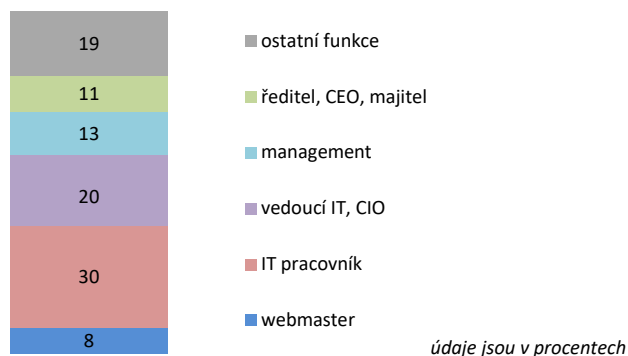 19
ostatní funkce
11
ředitel, CEO, majitel
13
management
20
vedoucí IT, CIO
30
IT pracovník
8
webmaster
údaje jsou v procentech